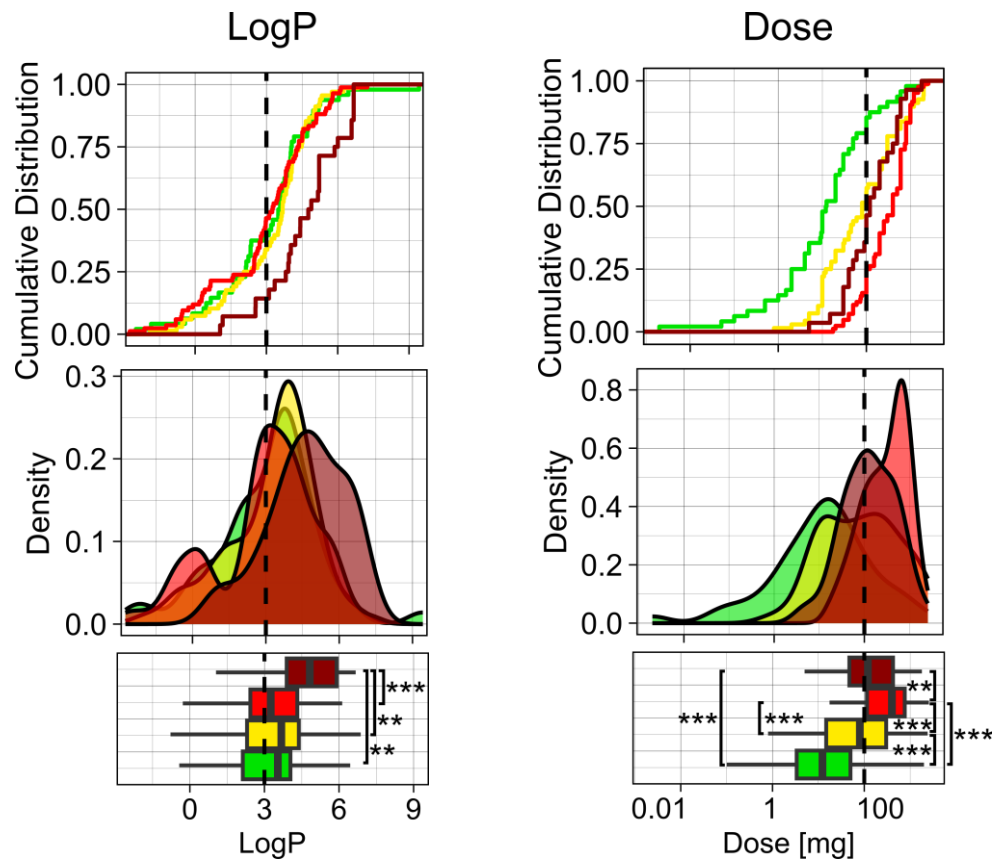 LogP
Dose
Cumulative Distribution
1.00
0.75
0.50
0.25
0.00
Cumulative Distribution
1.00
0.75
0.50
0.25
0.00
Density
0.3
0.2
0.1
0.0
Density
0.8
0.6
0.4
0.2
0.0
***
**
**
***
***
**
***
***
***
0 3 6 9
LogP
0.01 1 100
Dose [mg]